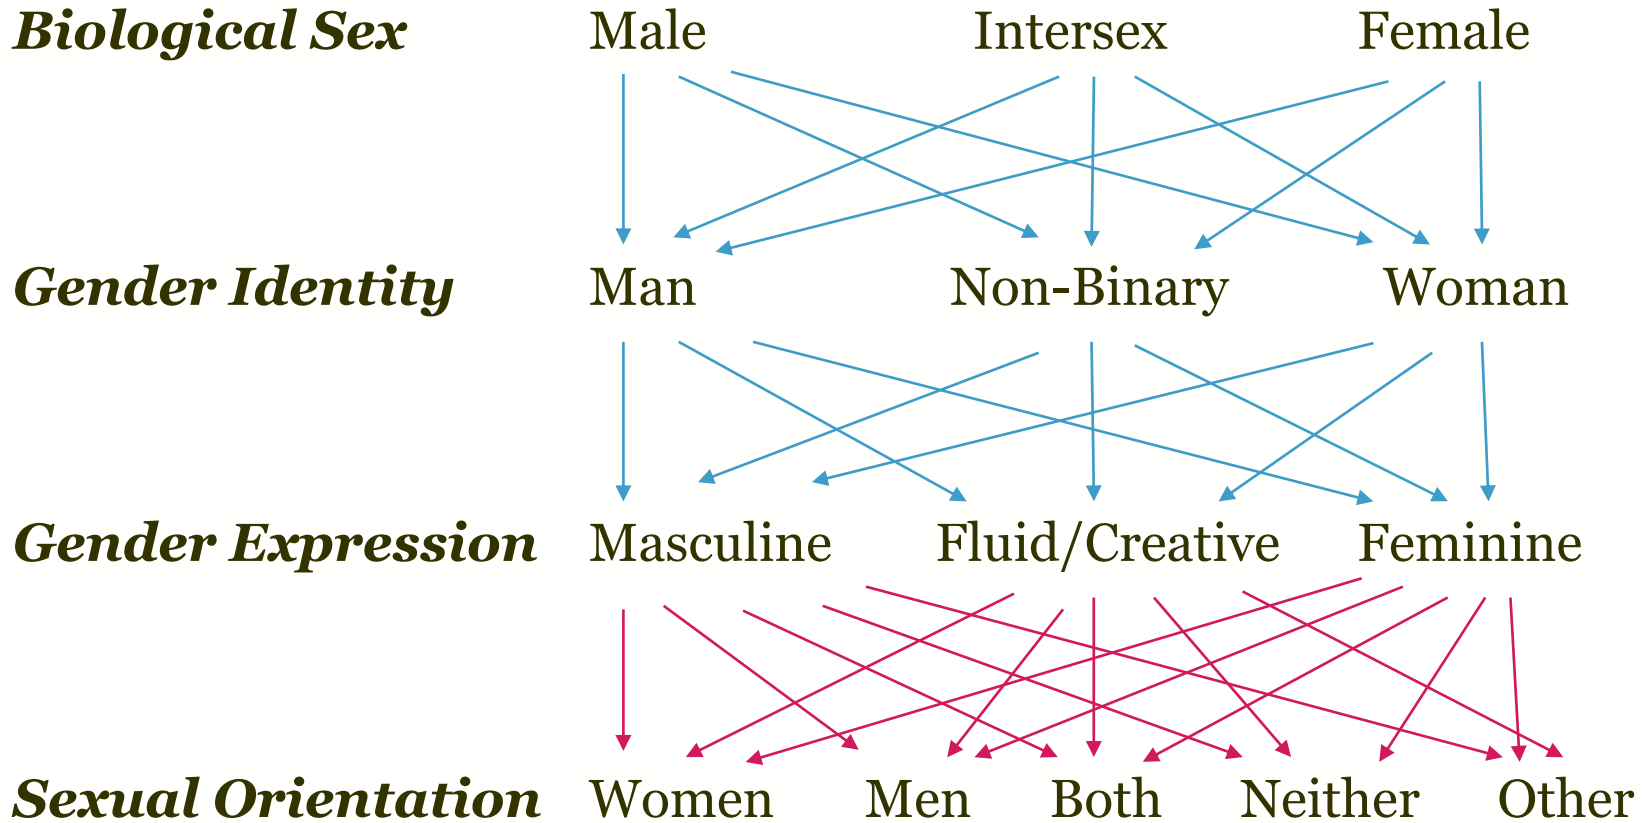 Biological Sex Male Intersex Female
Gender Identity Man Non-Binary Woman
Gender Expression Masculine Fluid/Creative Feminine
Sexual Orientation Women Men Both Neither Other